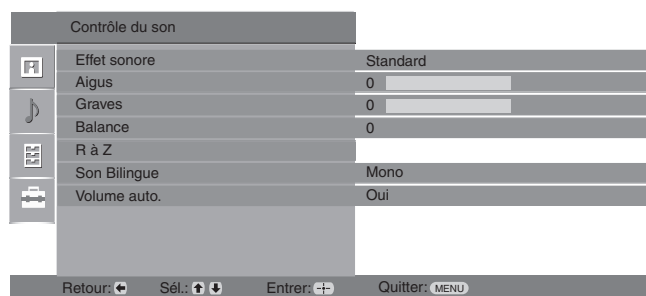 Contrôle du son
Effet sonore Standard
Aigus 0
Graves 0
Balance 0
R à Z
Son Bilingue Mono
Volume auto. Oui
Retour: Sél.: Entrer: Quitter: MENU